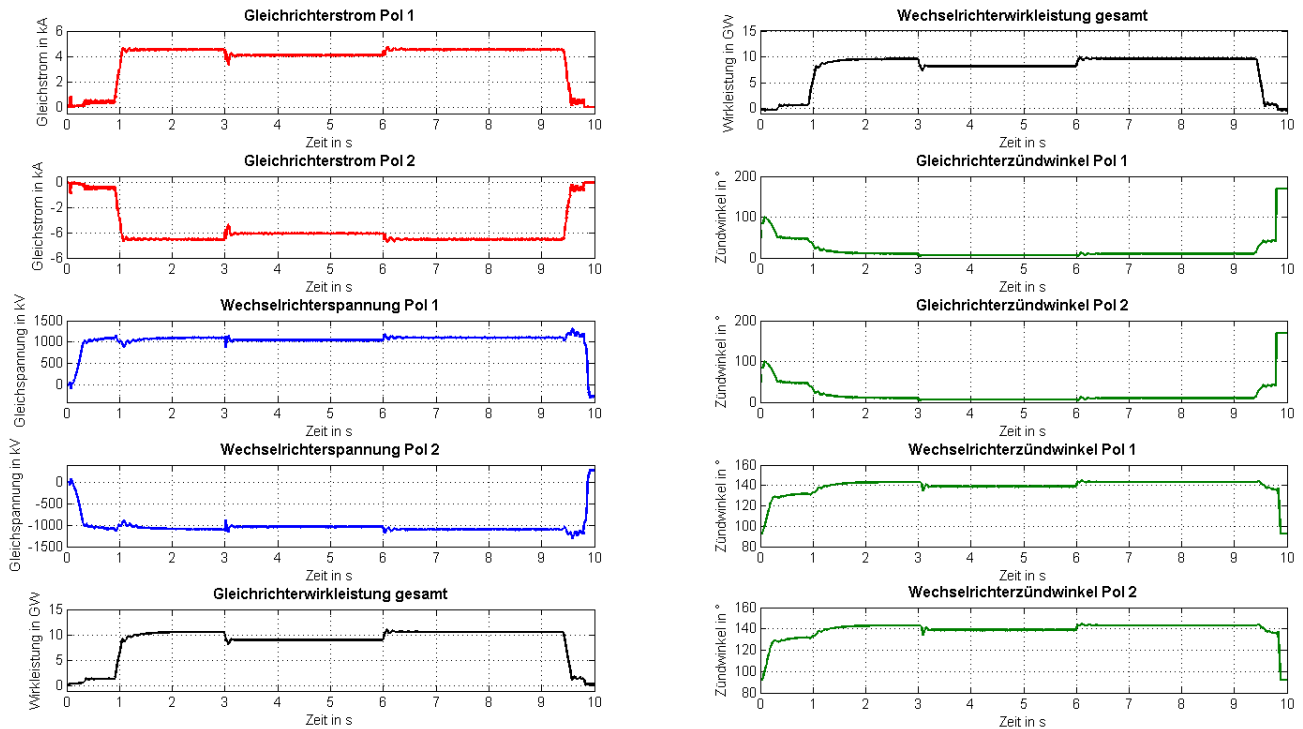 Gleichrichterstrom Pol 1
Gleichstrom in kA
6
4
2
0
0 1 2 3 4 5 6 7 8 9 10
Zeit in s
Gleichrichterstrom Pol 2
Gleichstrom in kA
0
-2
-6
-6
0 1 2 3 4 5 6 7 8 9 10
Zeit in s
Wechselrichterspannung Pol 1
Gleichspannung in kV
1500
1000
500
0
0 1 2 3 4 5 6 7 8 9 10
Zeit in s
Wechselrichterspannung Pol 2
Gleichspannung in kV
0
-500
-1000
-1500
0 1 2 3 4 5 6 7 8 9 10
Zeit in s
Gleichrichterwirkleistung gesamt
Wirkleistung in GW
15
10
5
0
0 1 2 3 4 5 6 7 8 9 10
Zeit in s
Wechselrichterwirkleistung gesamt
Wirkleistung in GW
15
10
5
0
0 1 2 3 4 5 6 7 8 9 10
Zeit in s
Gleichrichterzündwinkel Pol 1
Zündwinkel in °
200
100
0
0 1 2 3 4 5 6 7 8 9 10
Zeit in s
Gleichrichterzündwinkel Pol 2
Zündwinkel in °
200
100
0
0 1 2 3 4 5 6 7 8 9 10
Zeit in s
Wechselrichterzündwinkel Pol 1
Zündwinkel in °
160
140
120
100
80
0 1 2 3 4 5 6 7 8 9 10
Zeit in s
Wechselrichterzündwinkel Pol 2
Zündwinkel in °
160
140
120
100
80
0 1 2 3 4 5 6 7 8 9 10
Zeit in s